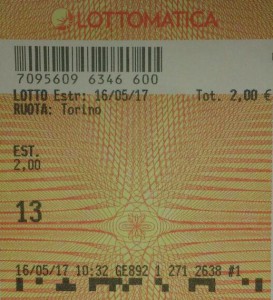 LOTTOMATICA
7095609 6346 600
LOTTO Estr: 16/05/17 Tot. 2,00 €
RUOTA: Torino
EST.
2,00
13
16/05/17 10:32 GE892 1 271 2638 #1